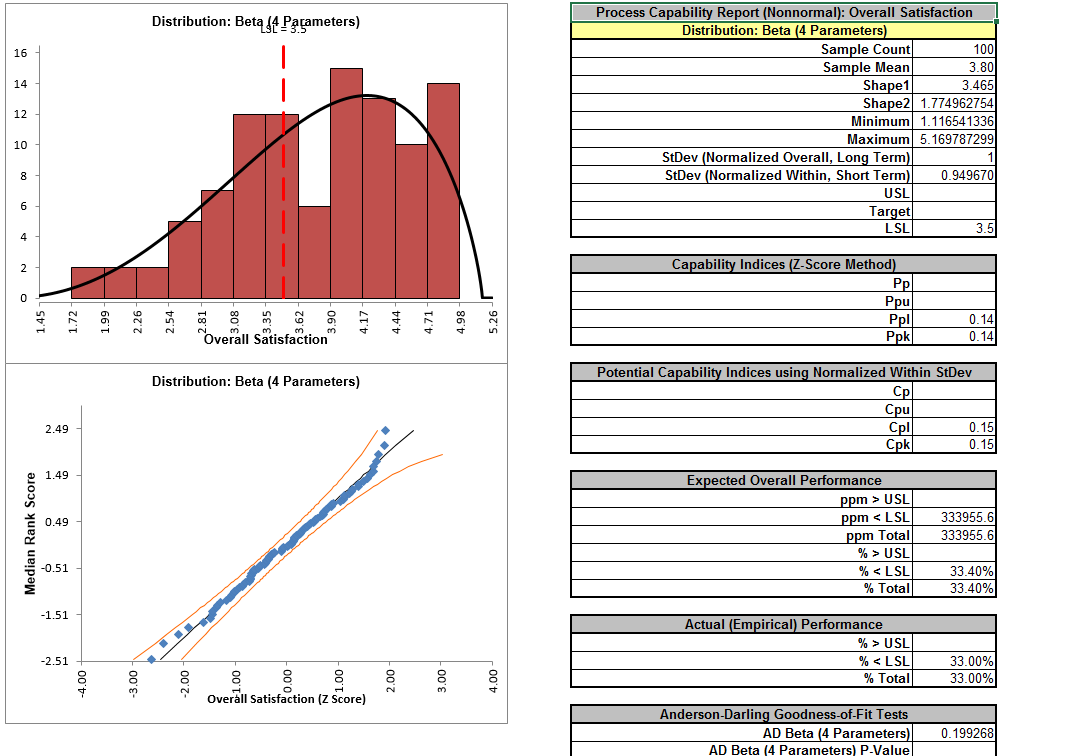 Distribution: Beta (4 Parameters)
LSL = 3.5
16
14
12
10
8
6
4
2
0
1.45 1.72 1.99 2.26 2.54 2.81 3.08 3.35 3.62 3.90 4.17 4.44 4.71 4.98 5.26
Overall Satisfaction
Distribution: Beta (4 Parameters)
Median Rank Score
2.49
1.49
0.49
-0.51
-1.51
-2.51
-4.00 -3.00 -2.00 -1.00 0.00 1.00 2.00 3.00 4.00
Overall Satisfaction (Z Score)
Process Capability Report (Nonnormal): Overall Satisfaction
Distribution: Beta (4 Parameters)
Sample Count 100
Sample Mean 3.80
Shape1 3.465
Shape2 1.774962754
Minimum 1.116541336
Maximum 5.169787299
StDev (Normalized Overall, Long Term) 1
StDev (Normalized Within, Short Term) 0.949670
USL
Target
LSL 3.5
Capability Indices (Z-Score Method)
Pp
Ppu
Ppl 0.14
Ppk 0.14
Potential Capability Indices using Normalized Within StDev
Cp
Cpu
Cpl 0.15
Cpk 0.15
Expected Overall Performance
ppm > USL
ppm < LSL 333955.6
ppm Total 333955.6
% > USL
% < LSL 33.40%
% Total 33.40%
Actual (Empirical) Performance
% > USL
% < LSL 33.00%
% Total 33.00%
Anderson-Darling Goodness-of-Fit Tests
AD Beta (4 Parameters) 0.199268
AD Beta (4 Parameters) P-Value